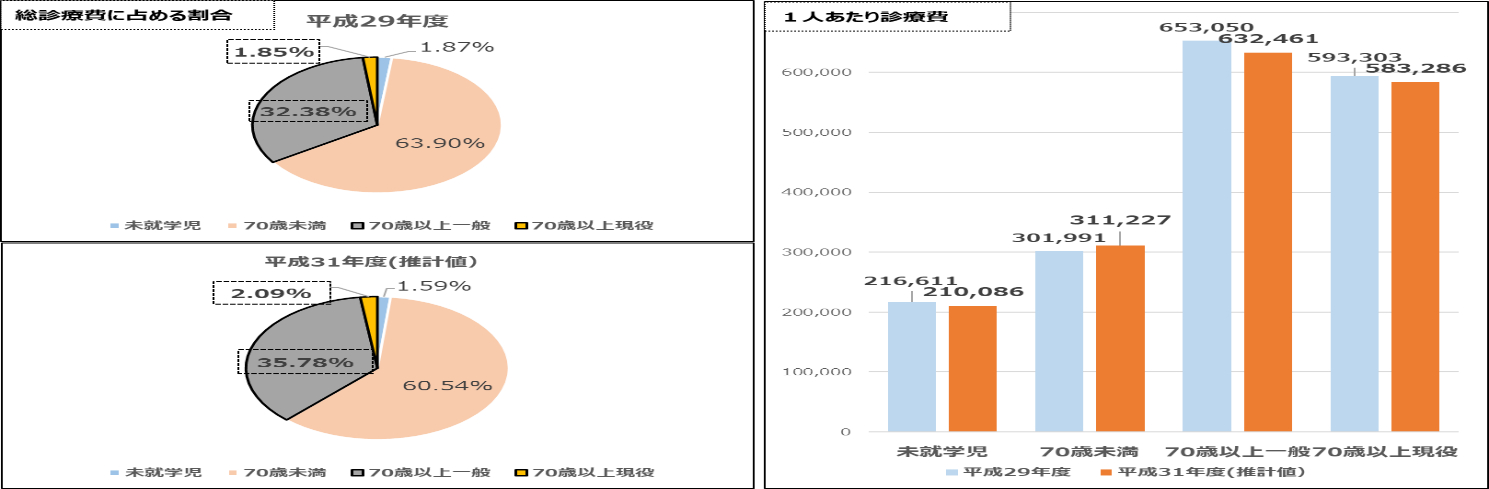 総診療費に占める割合
平成29年度
1.85%
1.87%
32.38%
63.90%
未就学児 70歳未満 70歳以上一般 70歳以上現役
平成31年度(推計値)
2.09%
1.59%
35.78%
60.54%
未就学児 70歳未満 70歳以上一般 70歳以上現役
1人あたり診療費
653,050
632,461
593,303
583,286
600,000
500,000
400,000
311,227
301,991
300,000
216,611
210,086
200,000
100,000
0
未就学児 70歳未満 70歳以上一般 70歳以上現役
平成29年度 平成31年度(推計値)